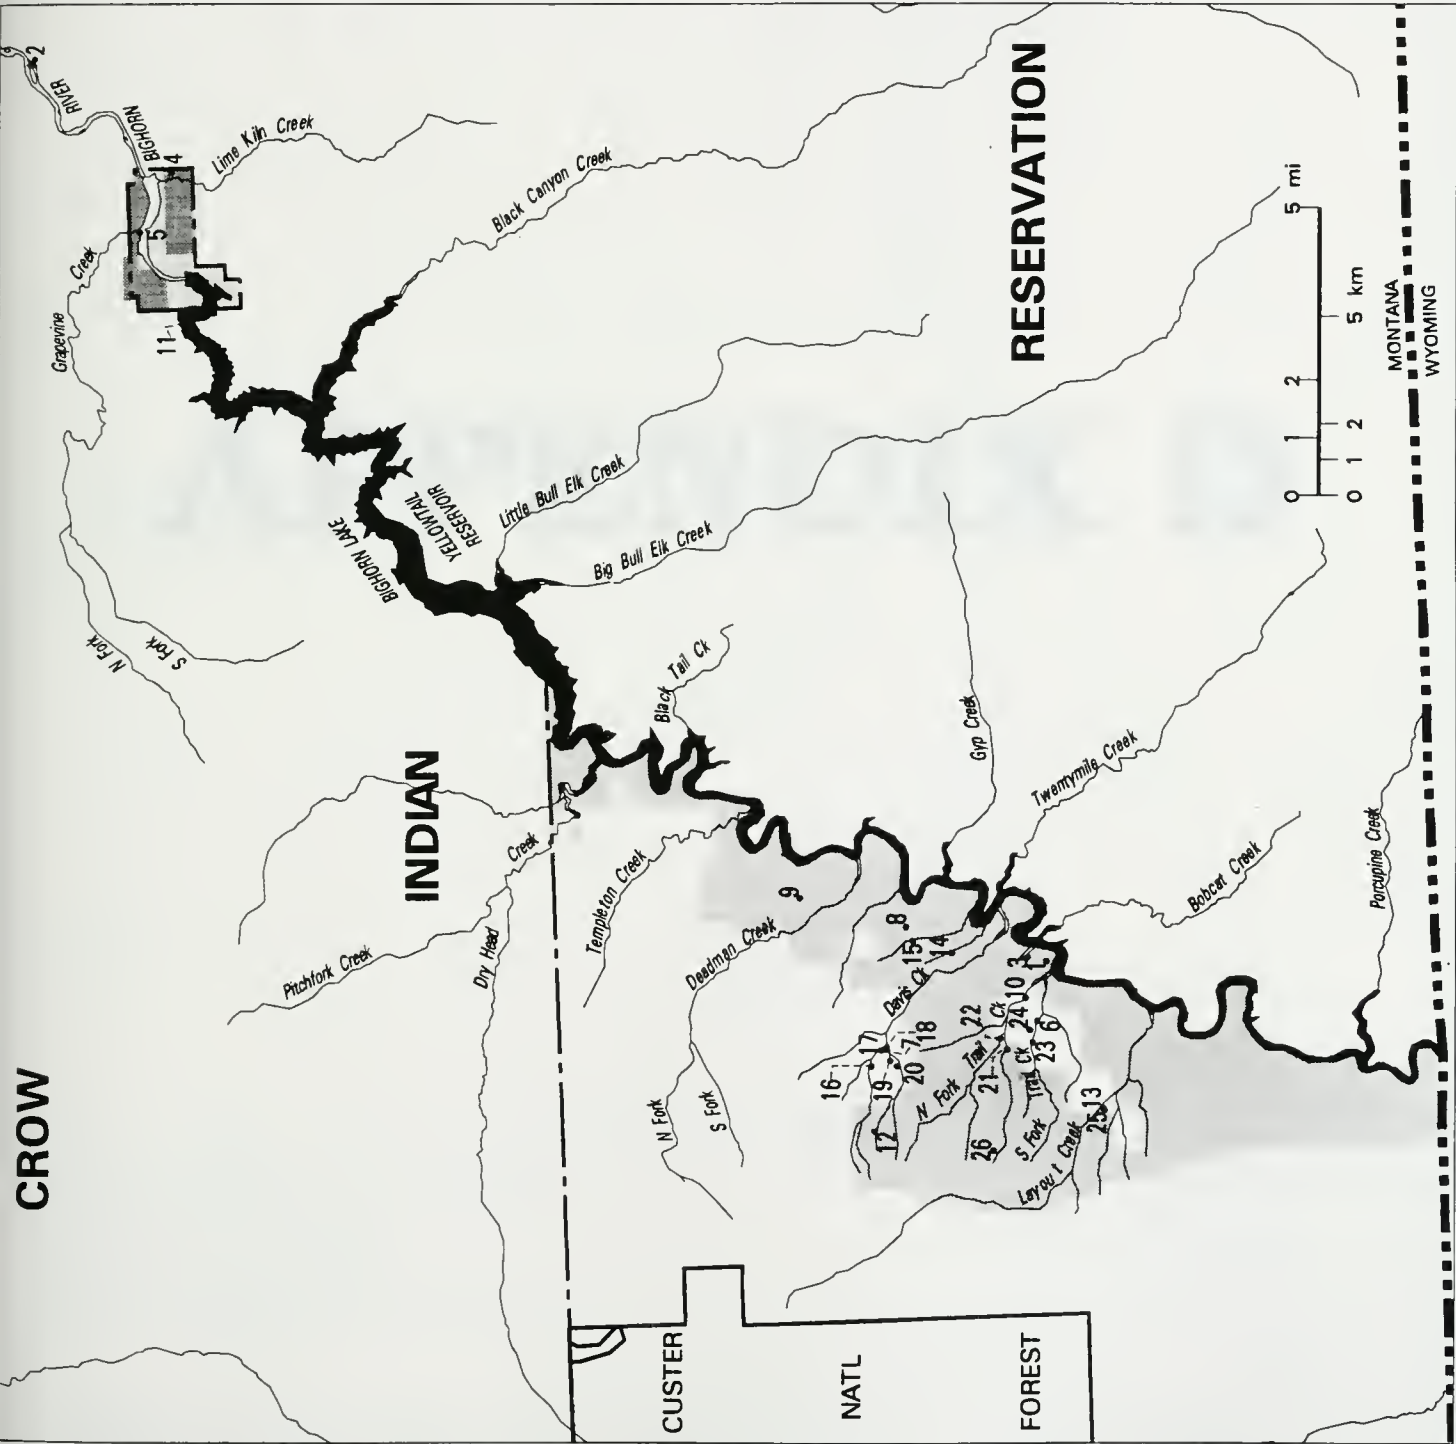 CROW
INDIAN
RESERVATION
2
RIVER
BIGHORN
4
Lime Kiln Creek
5
Grapevine
Creek
11
Black Canyon Creek
N Fork
S Fork
BIGHORN LAKE
YELLOWTAIL
RESERVOIR
Little Bull Elk Creek
Big Bull Elk Creek
Black Tail Ck
Pitchfork Creek
Dry Head
Creek
Templeton Creek
9
Deadman Creek
N Fork
S Fork
8
15
14
Davis Ck
Gyp Creek
Twentymile Creek
3
1
10
Bobcat Creek
Porcupine Creek
17
7
18
16
19
20
12
22
N Fork
Trail
Ck
21
24
6
23
Trail Ck
26
S Fork
Layout Creek
13
25
CUSTER
NATL
FOREST
0 1 2 5 mi
0 1 2 5 km
MONTANA
WYOMING